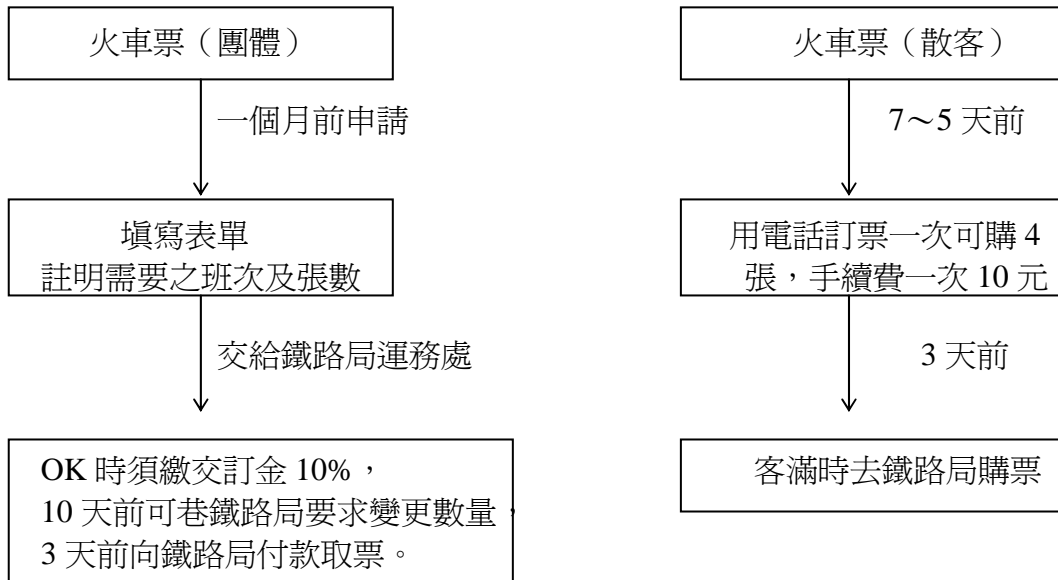 火車票（團體）
一個月前申請
填寫表單
註明需要之班次及張數
交給鐵路局運務處
OK 時須繳交訂金 10%，
10 天前可巷鐵路局要求變更數量，
3 天前向鐵路局付款取票。
火車票（散客）
7～5 天前
用電話訂票一次可購 4
張，手續費一次 10 元
3 天前
客滿時去鐵路局購票